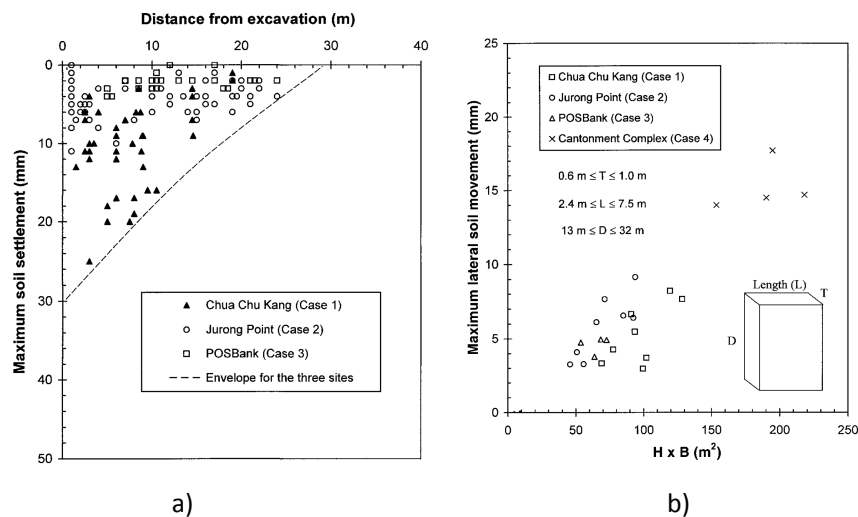 Distance from excavation (m)
0 10 20 30 40
0
10
20
30
40
50
Maximum soil settlement (mm)
Chua Chu Kang (Case 1)
Jurong Point (Case 2)
POSBank (Case 3)
Envelope for the three sites
a)
25
20
15
10
5
0
Maximum lateral soil movement (mm)
Chua Chu Kang (Case 1)
Jurong Point (Case 2)
POSBank (Case 3)
Cantonment Complex (Case 4)
0.6 m ≤ T ≤ 1.0 m
2.4 m ≤ L ≤ 7.5 m
13 m ≤ D ≤ 32 m
Length (L)
T
D
0 50 100 150 200 250
H x B (m²)
b)